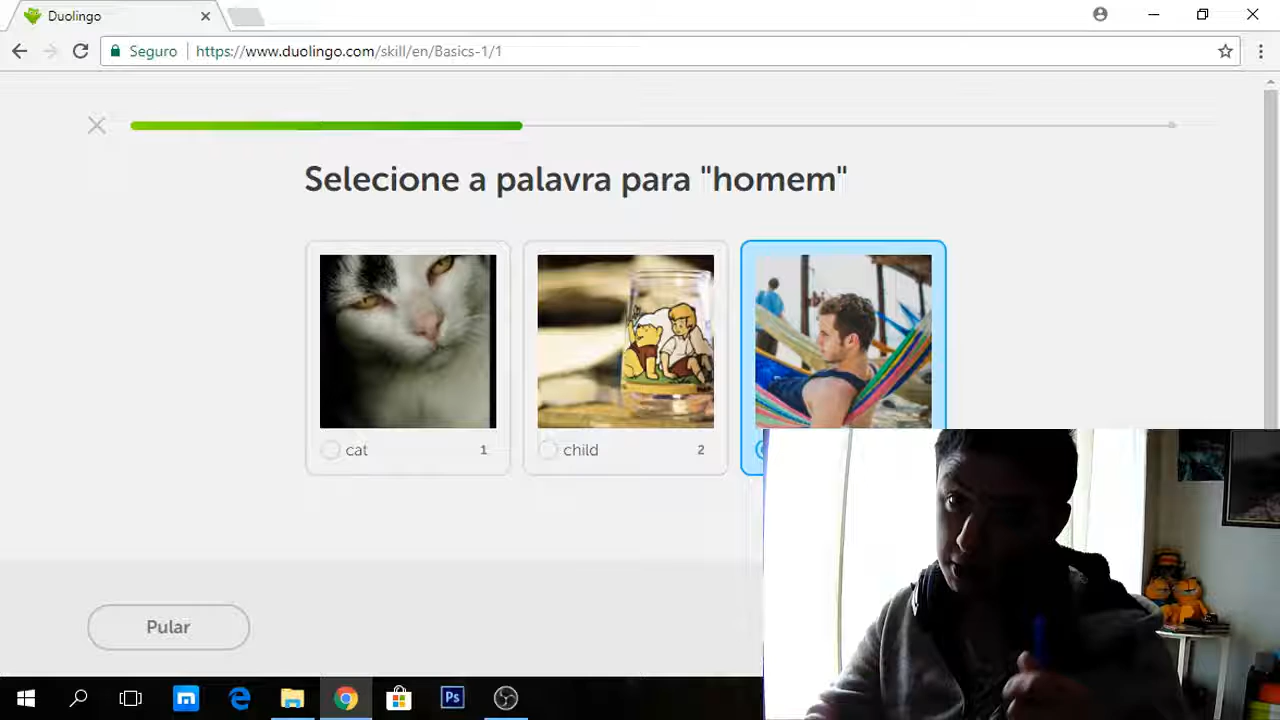 Duolingo
Seguro
https://www.duolingo.com/skill/en/Basics-1/1
Selecione a palavra para "homem"
cat 1
child 2
Pular
Ps